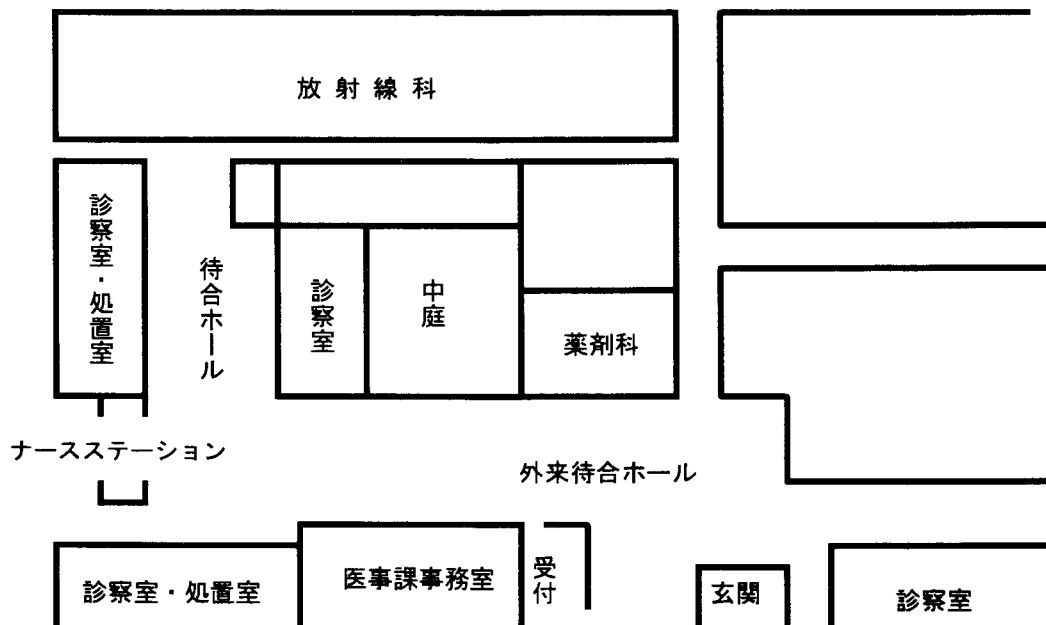 放射線科
診察室・処置室
待合ホール
診察室
中庭
薬剤科
ナースステーション
外来待合ホール
診察室・処置室
医事課事務室
受付
玄関
診察室